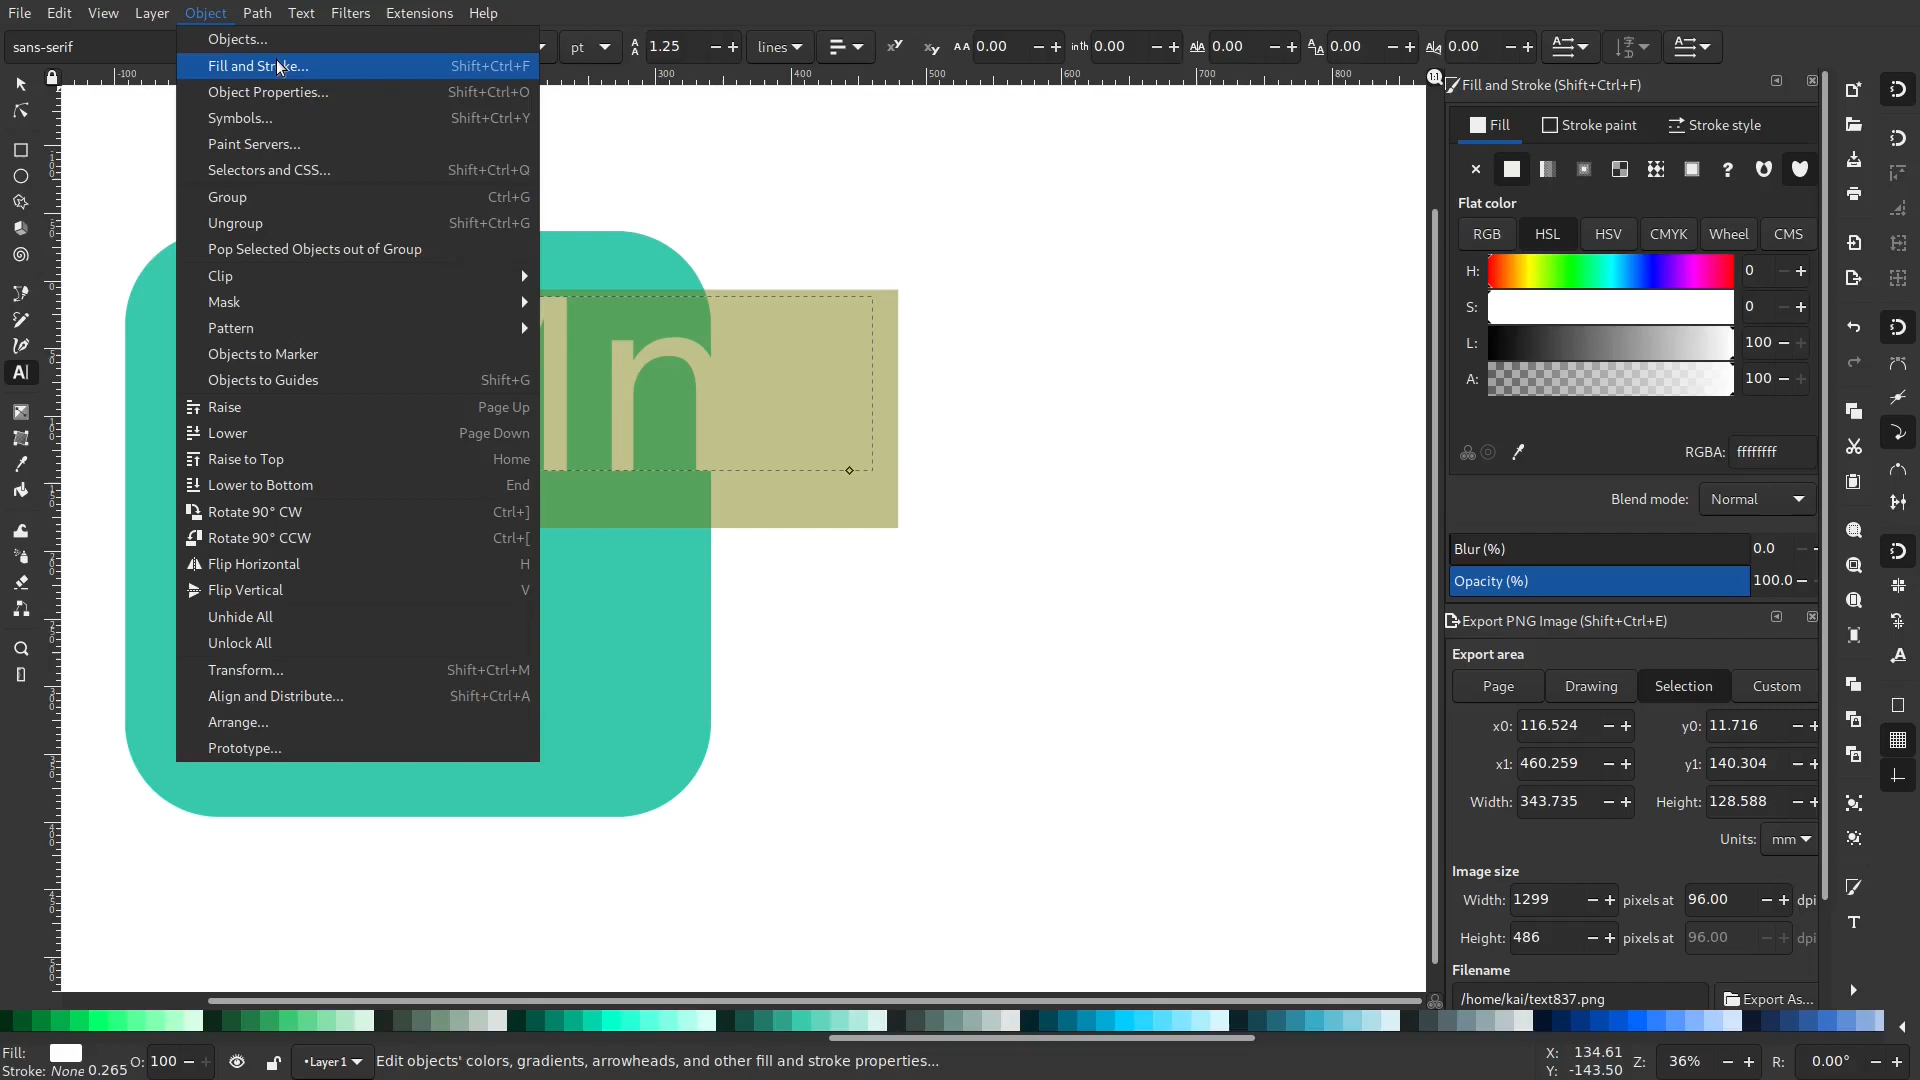 File Edit View Layer Object Path Text Filters Extensions Help
sans-serif pt 1.25 lines 0.00 0.00 0.00 0.00 0.00
-100 300 400 500 600 700 800
Objects...
Fill and Stroke... Shift+Ctrl+F
Object Properties... Shift+Ctrl+O
Symbols... Shift+Ctrl+Y
Paint Servers...
Selectors and CSS... Shift+Ctrl+Q
Group Ctrl+G
Ungroup Shift+Ctrl+G
Pop Selected Objects out of Group
Clip
Mask
Pattern
Objects to Marker
Objects to Guides Shift+G
Raise Page Up
Lower Page Down
Raise to Top Home
Lower to Bottom End
Rotate 90° CW Ctrl+]
Rotate 90° CCW Ctrl+[
Flip Horizontal H
Flip Vertical V
Unhide All
Unlock All
Transform... Shift+Ctrl+M
Align and Distribute... Shift+Ctrl+A
Arrange...
Prototype...
In
Fill and Stroke (Shift+Ctrl+F)
Fill Stroke paint Stroke style
Flat color
RGB HSL HSV CMYK Wheel CMS
H: 0
S: 0
L: 100
A: 100
RGBA: ffffffff
Blend mode: Normal
Blur (%) 0.0
Opacity (%) 100.0
Export PNG Image (Shift+Ctrl+E)
Export area
Page Drawing Selection Custom
x0: 116.524 y0: 11.716
x1: 460.259 y1: 140.304
Width: 343.735 Height: 128.588
Units: mm
Image size
Width: 1299 pixels at 96.00 dpi
Height: 486 pixels at 96.00 dpi
Filename
/home/kai/text837.png Export As...
Fill:
Stroke: None 0.265 O: 100 •Layer 1 Edit objects' colors, gradients, arrowheads, and other fill and stroke properties...
X: 134.61
Y: -143.50
Z: 36% R: 0.00°